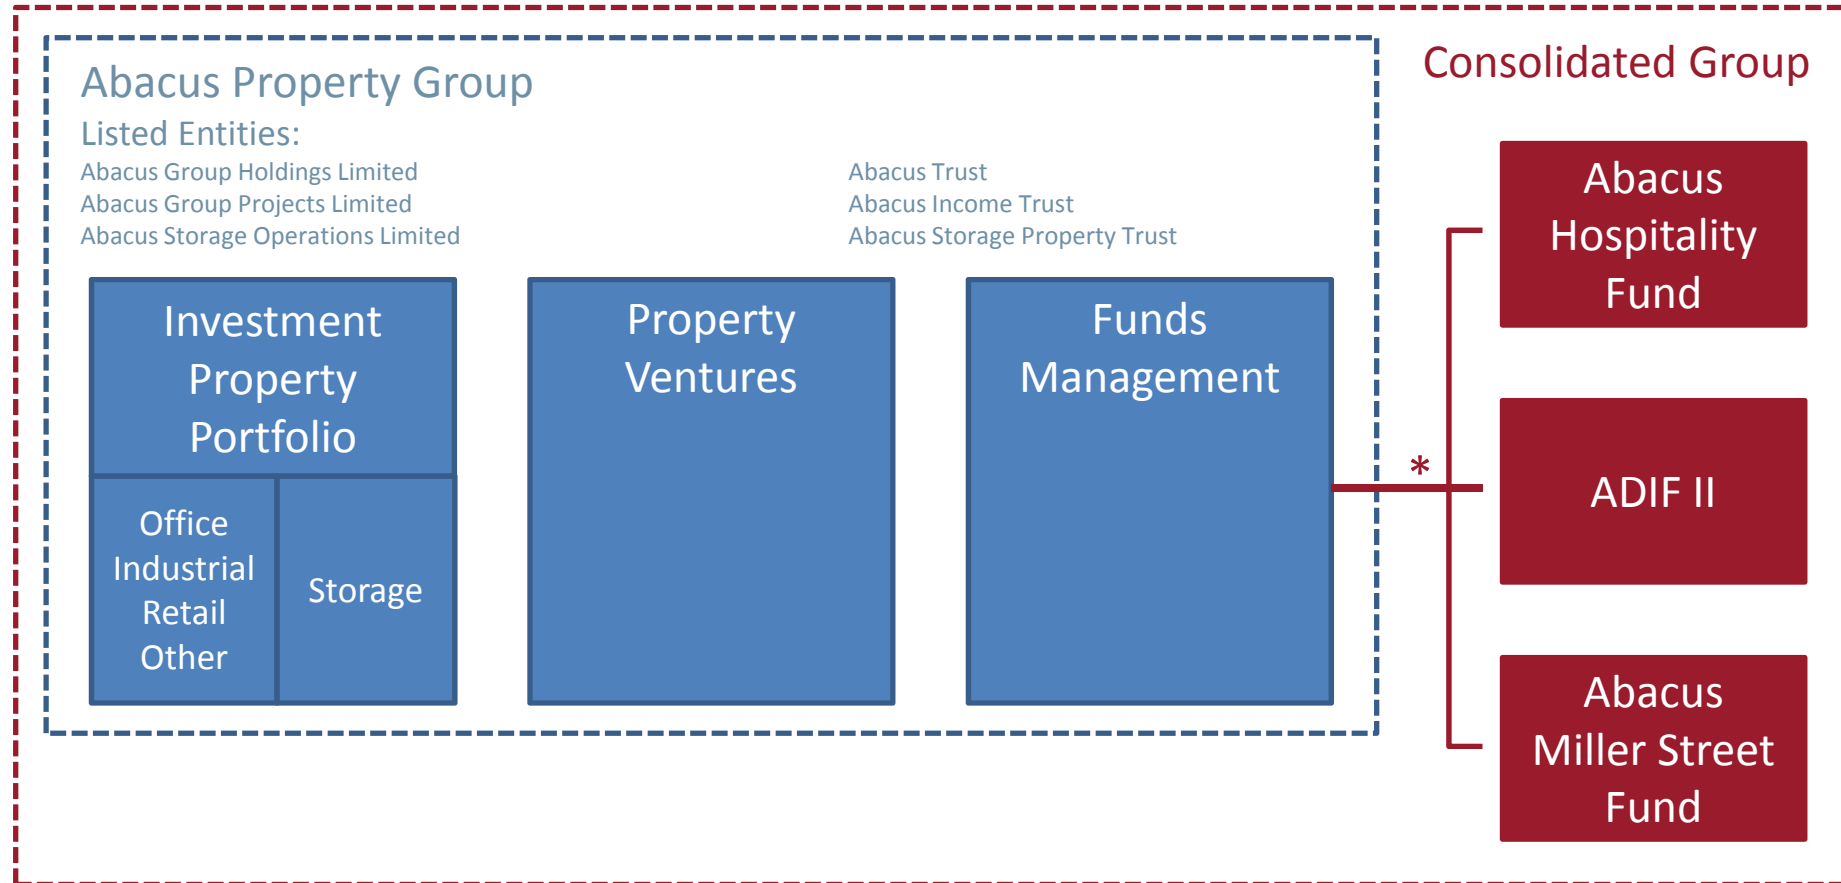 Abacus Property Group
Listed Entities:
Abacus Group Holdings Limited
Abacus Group Projects Limited
Abacus Storage Operations Limited
Abacus Trust
Abacus Income Trust
Abacus Storage Property Trust
Investment
Property
Portfolio
Office
Industrial
Retail
Other
Storage
Property
Ventures
Funds
Management
*
Consolidated Group
Abacus
Hospitality
Fund
ADIF II
Abacus
Miller Street
Fund